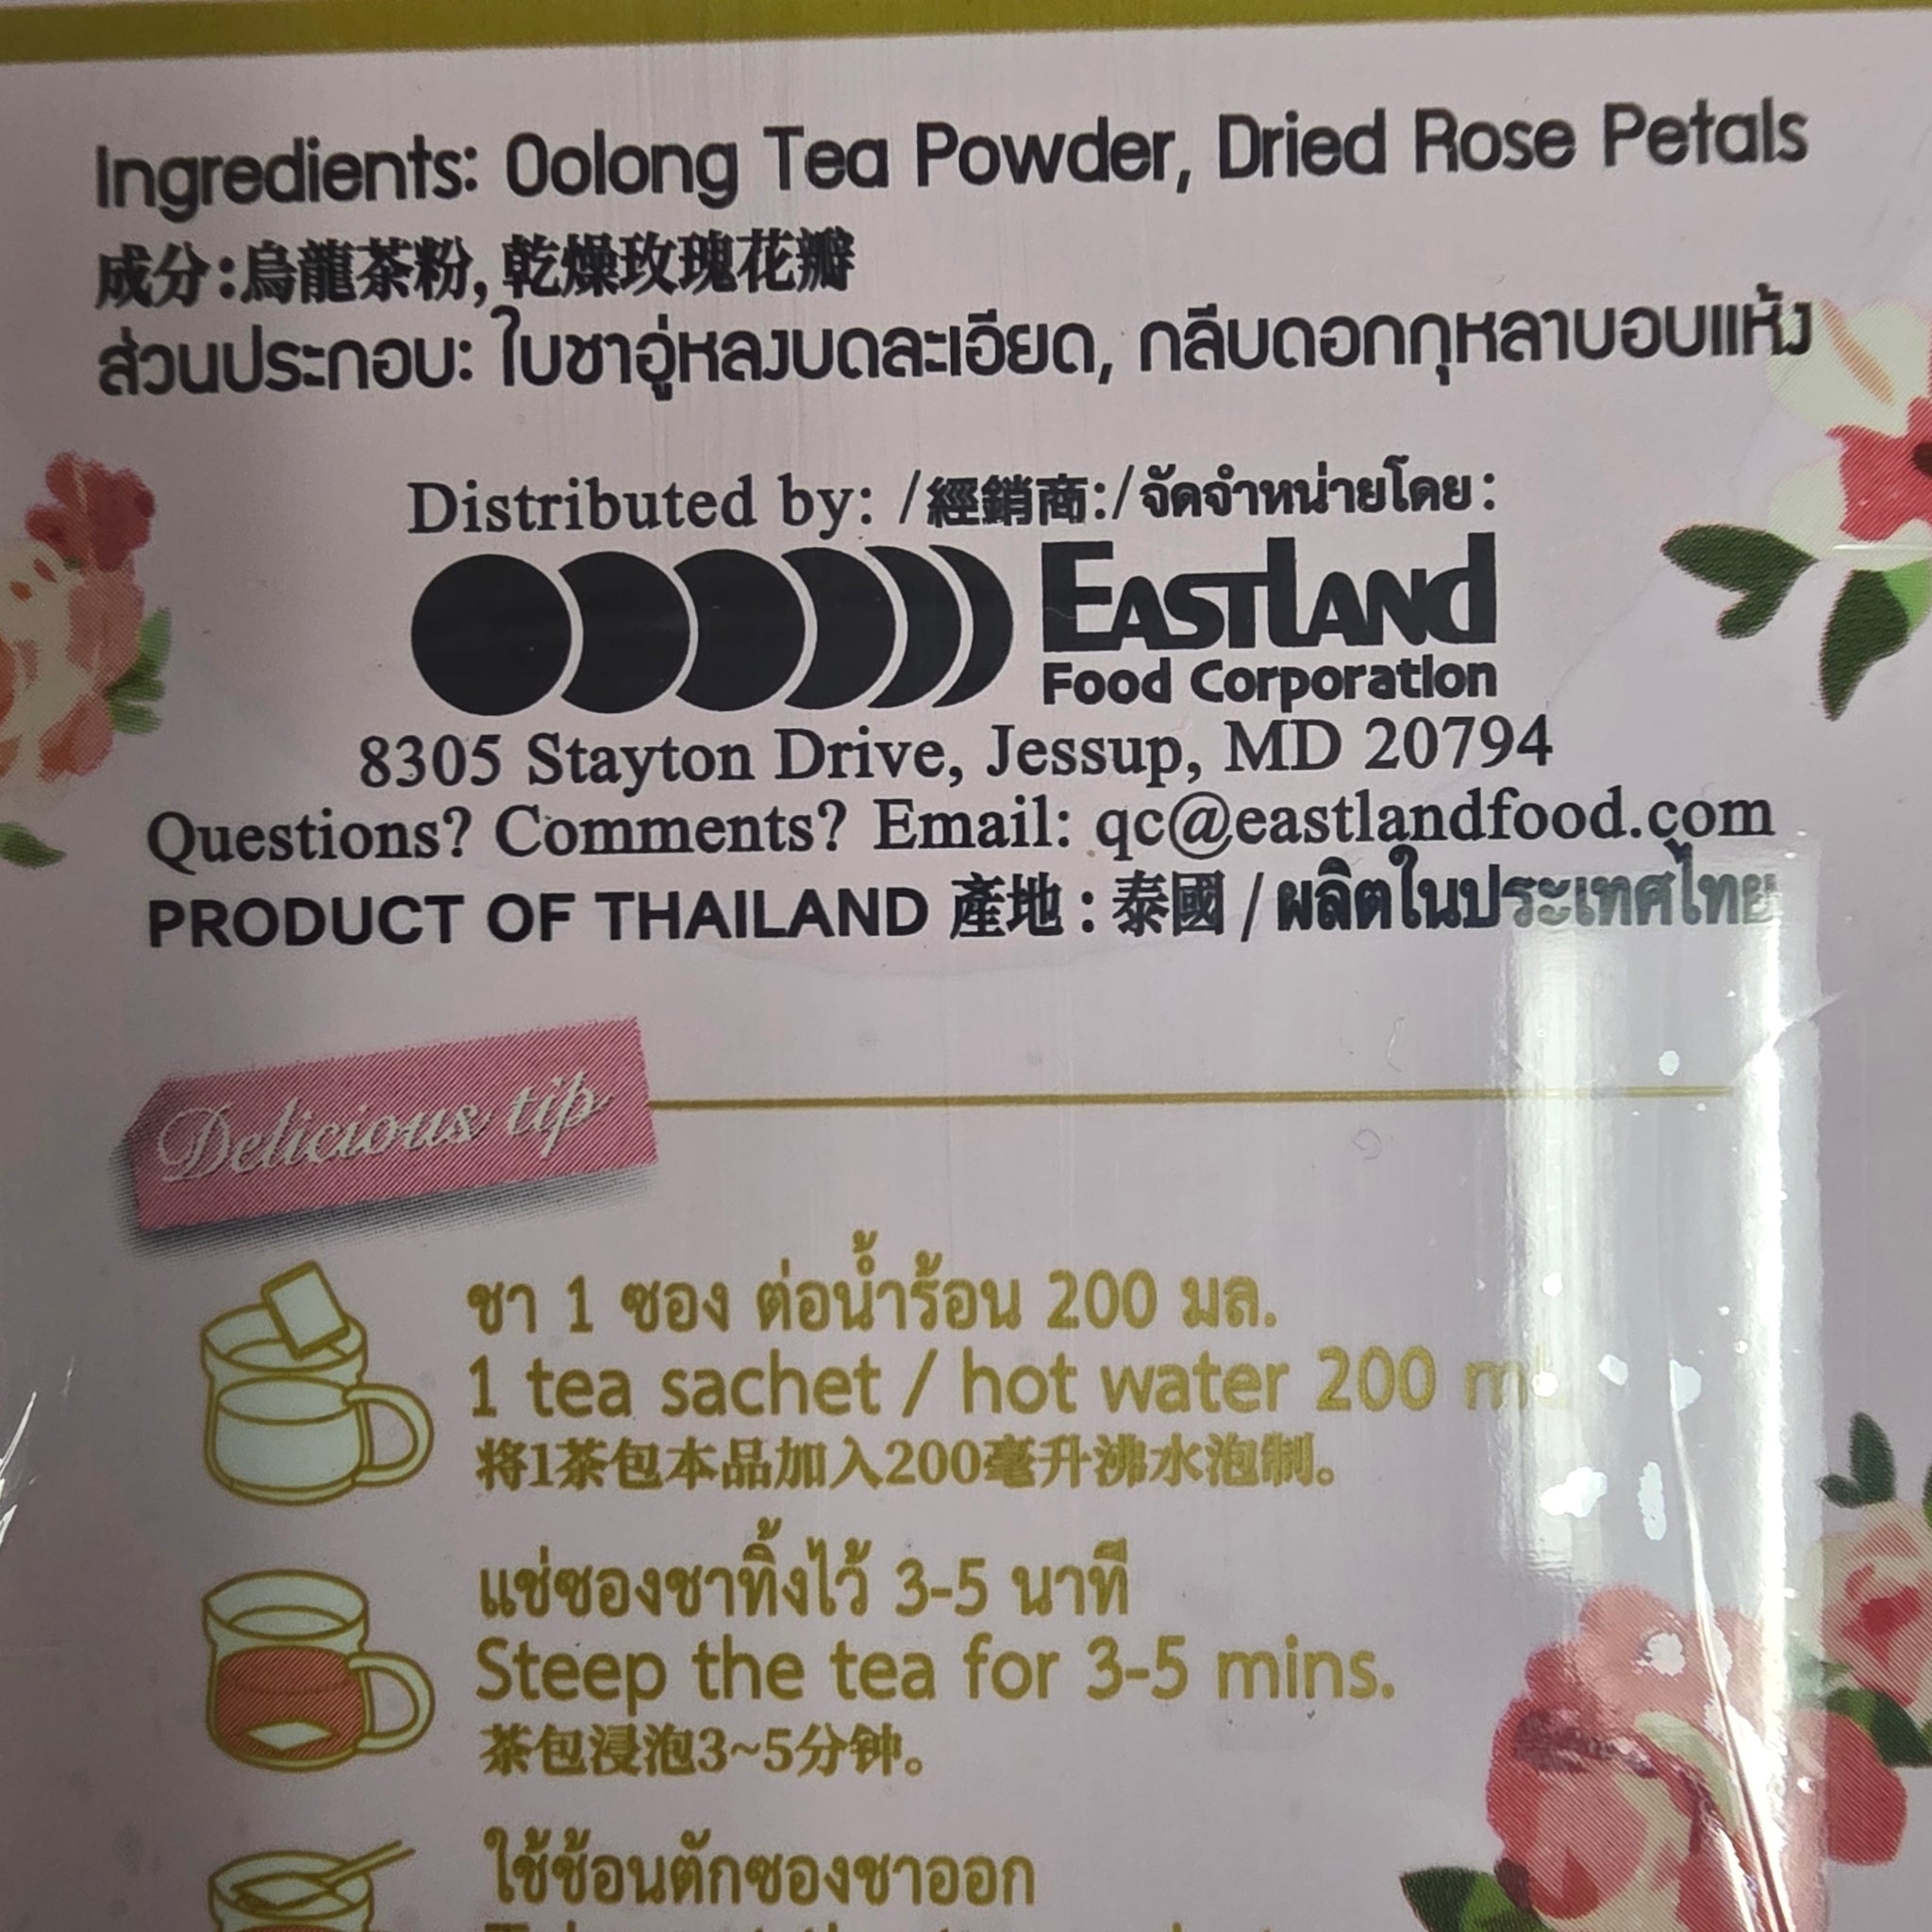 Ingredients: Oolong Tea Powder, Dried Rose Petals
成分:烏龍茶粉, 乾燥玫瑰花瓣
ส่วนประกอบ: ใบชาอู่หลงบดละเอียด, กลีบดอกกุหลาบอบแห้ง
Distributed by: /經銷商:/จัดจำหน่ายโดย:
EASTLAND
Food Corporation
8305 Stayton Drive, Jessup, MD 20794
Questions? Comments? Email: qc@eastlandfood.com
PRODUCT OF THAILAND 產地 : 泰國 / ผลิตในประเทศไทย
Delicious tip
ชา 1 ซอง ต่อน้ำร้อน 200 มล.
1 tea sachet / hot water 200 ml.
将1茶包本品加入200毫升沸水泡制。
แช่ซองชาทิ้งไว้ 3-5 นาที
Steep the tea for 3-5 mins.
茶包浸泡3~5分钟。
ใช้ช้อนตักซองชาออก